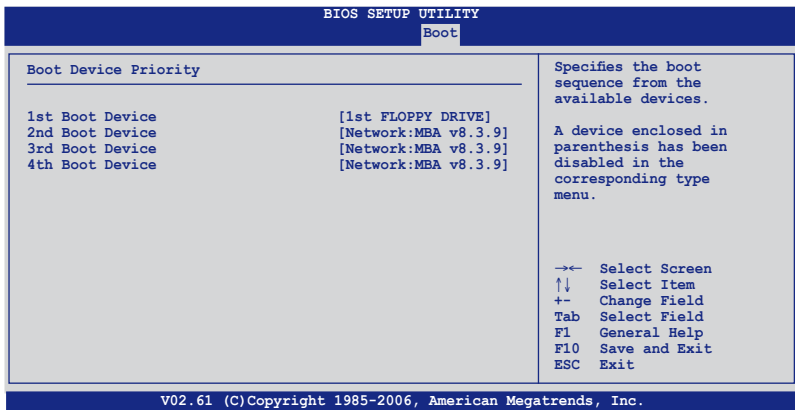 BIOS SETUP UTILITY
Boot
Boot Device Priority
1st Boot Device [1st FLOPPY DRIVE]
2nd Boot Device [Network:MBA v8.3.9]
3rd Boot Device [Network:MBA v8.3.9]
4th Boot Device [Network:MBA v8.3.9]
Specifies the boot
sequence from the
available devices.
A device enclosed in
parenthesis has been
disabled in the
corresponding type
menu.
→← Select Screen
↑↓ Select Item
+- Change Field
Tab Select Field
F1 General Help
F10 Save and Exit
ESC Exit
V02.61 (C)Copyright 1985-2006, American Megatrends, Inc.